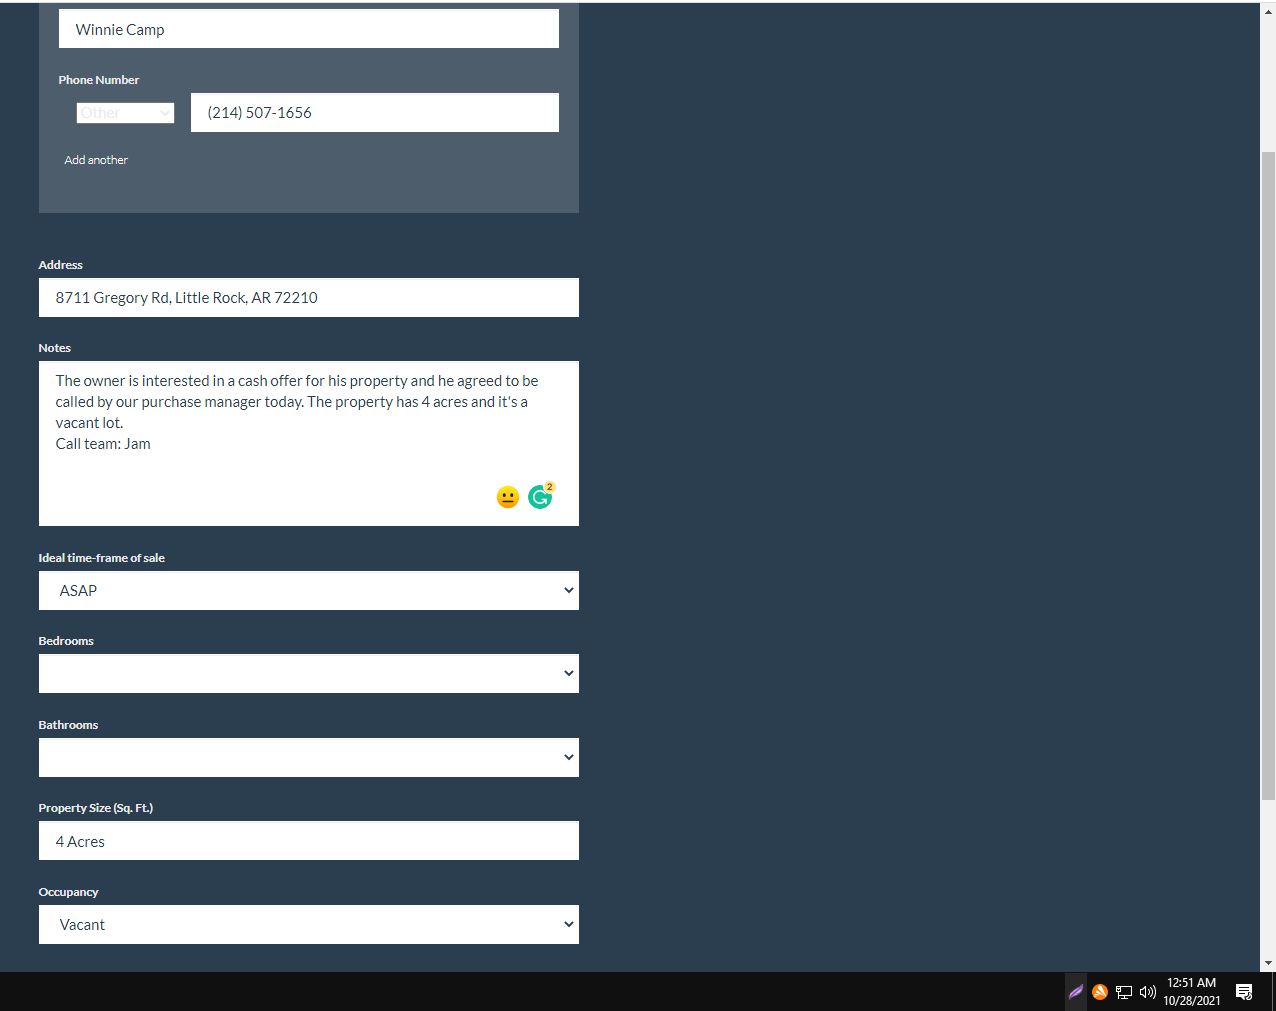 Winnie Camp
Phone Number
Other
(214) 507-1656
Add another
Address
8711 Gregory Rd, Little Rock, AR 72210
Notes
The owner is interested in a cash offer for his property and he agreed to be
called by our purchase manager today. The property has 4 acres and it's a
vacant lot.
Call team: Jam
2
Ideal time-frame of sale
ASAP
Bedrooms
Bathrooms
Property Size (Sq. Ft.)
4 Acres
Occupancy
Vacant
12:51 AM
10/28/2021